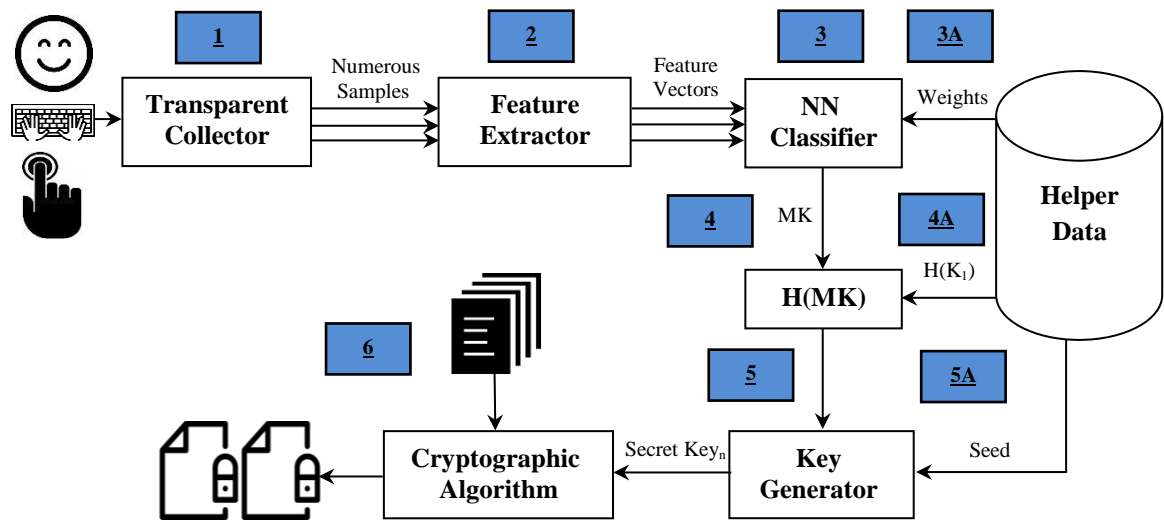 1
2
3
3A
Transparent
Collector
Numerous
Samples
Feature
Extractor
Feature
Vectors
NN
Classifier
Weights
Helper
Data
4
MK
4A
H(K₁)
H(MK)
6
5
5A
Cryptographic
Algorithm
Secret Keyₙ
Key
Generator
Seed